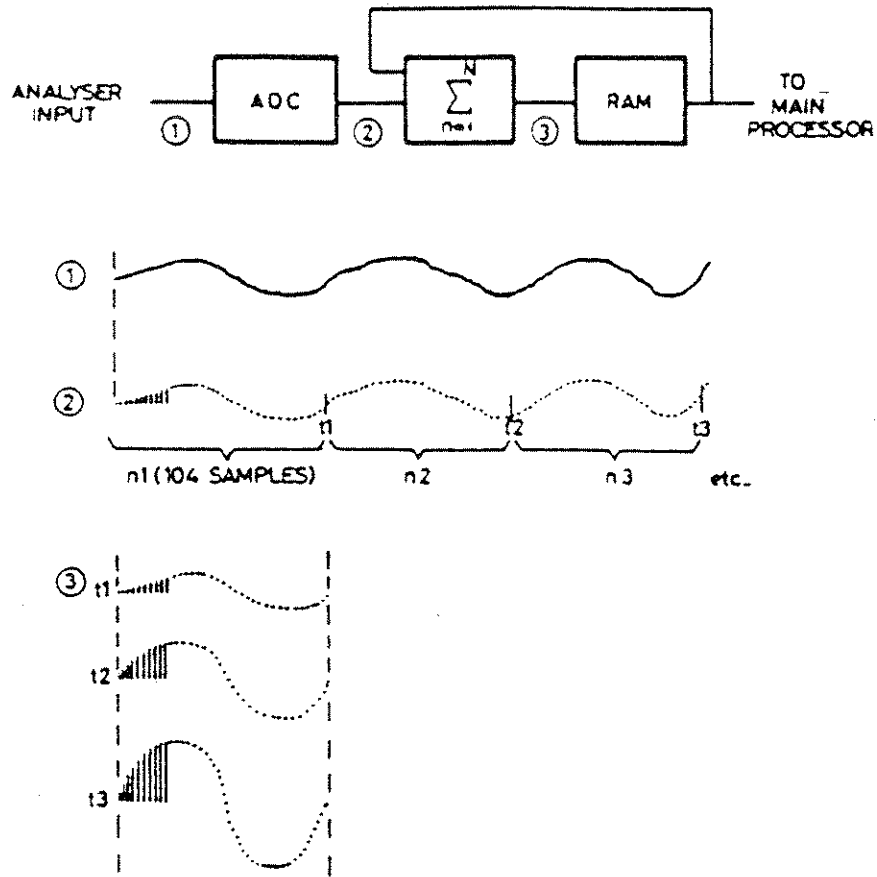 ANALYSER
INPUT
ADC
N
∑
n=1
RAM
TO
MAIN
PROCESSOR
①
②
③
①
②
t1
t2
t3
n1 (104 SAMPLES)
n2
n3
etc.
③
t1
t2
t3